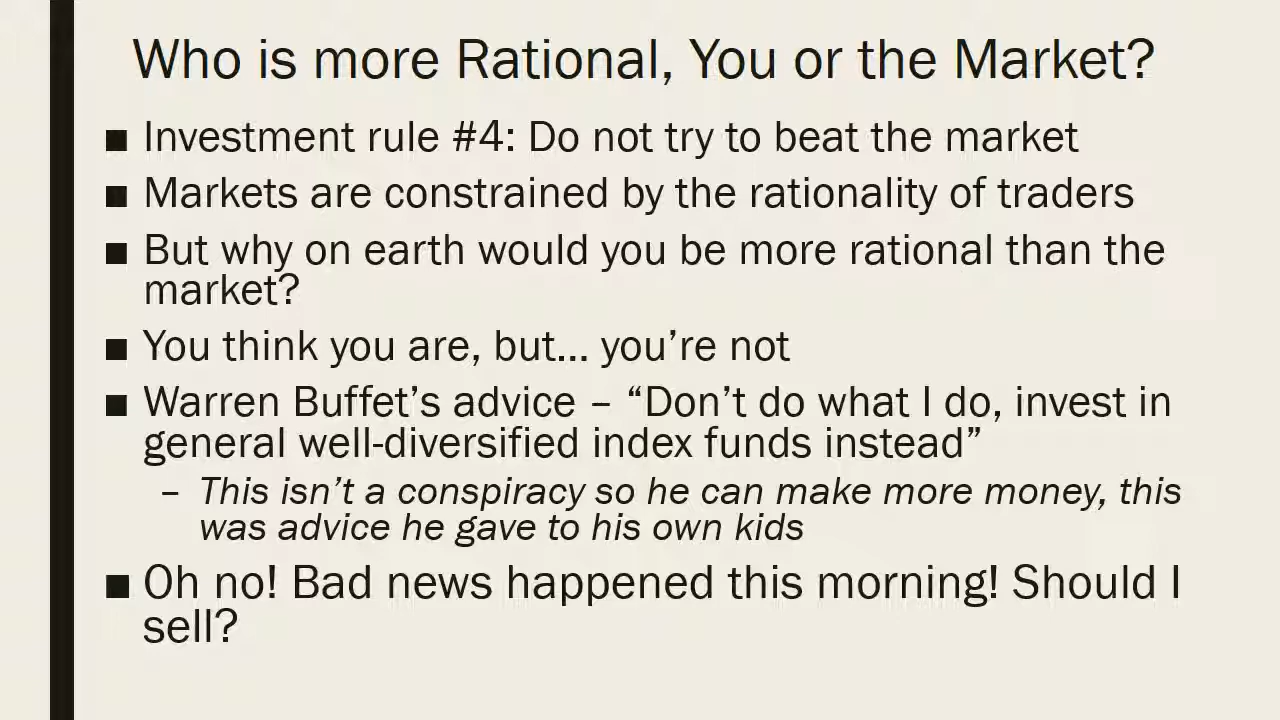 Who is more Rational, You or the Market?
■ Investment rule #4: Do not try to beat the market
■ Markets are constrained by the rationality of traders
■ But why on earth would you be more rational than the
market?
■ You think you are, but... you’re not
■ Warren Buffet’s advice – “Don’t do what I do, invest in
general well-diversified index funds instead”
– This isn’t a conspiracy so he can make more money, this
was advice he gave to his own kids
■ Oh no! Bad news happened this morning! Should I
sell?